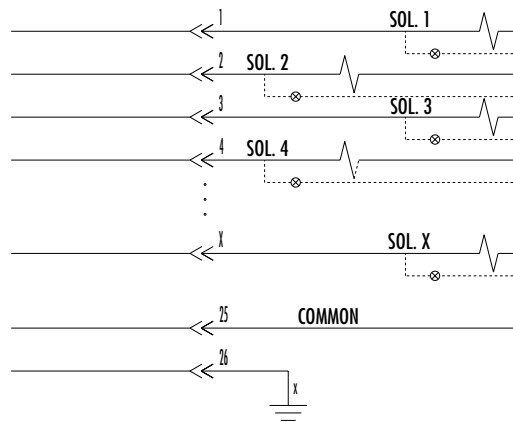 1 SOL. 1
2 SOL. 2
3 SOL. 3
4 SOL. 4
X SOL. X
25 COMMON
26
X